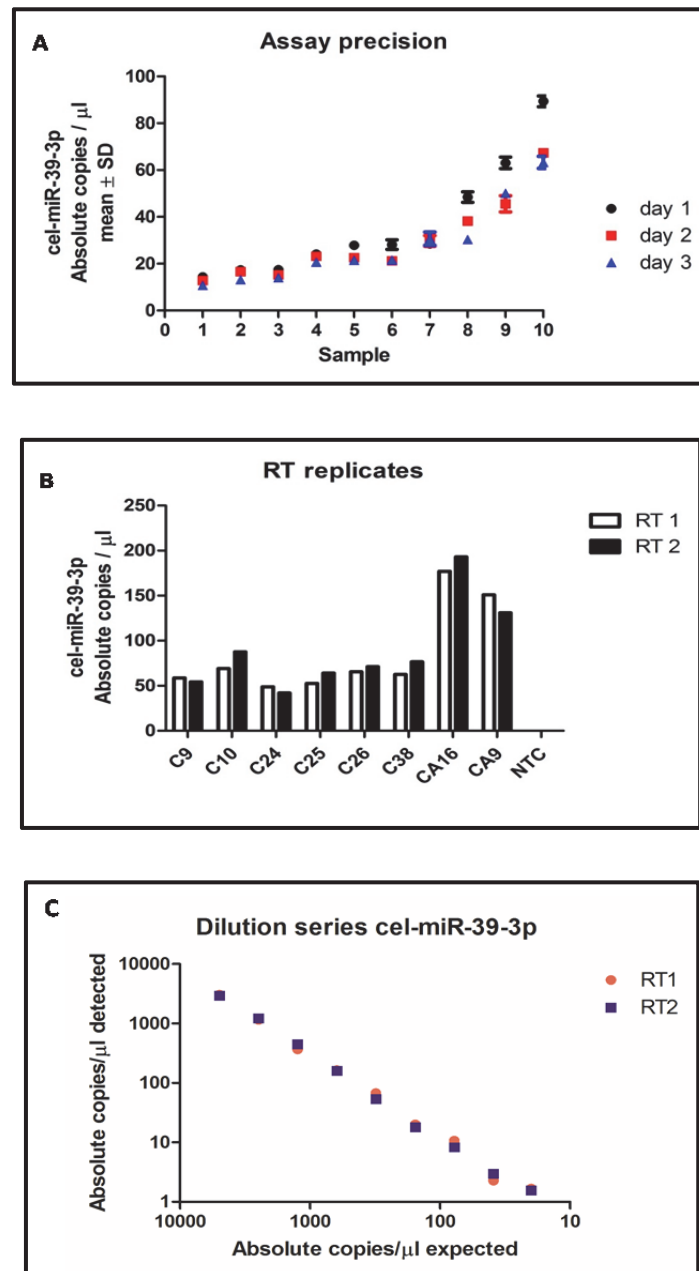 A
Assay precision
cel-miR-39-3p
Absolute copies / μl
mean ± SD
100
80
60
40
20
0
0 1 2 3 4 5 6 7 8 9 10
Sample
day 1
day 2
day 3
B
RT replicates
cel-miR-39-3p
Absolute copies / μl
250
200
150
100
50
0
C9 C10 C24 C25 C26 C38 CA16 CA9 NTC
RT 1
RT 2
C
Dilution series cel-miR-39-3p
Absolute copies/μl detected
10000
1000
100
10
1
10000 1000 100 10
Absolute copies/μl expected
RT1
RT2